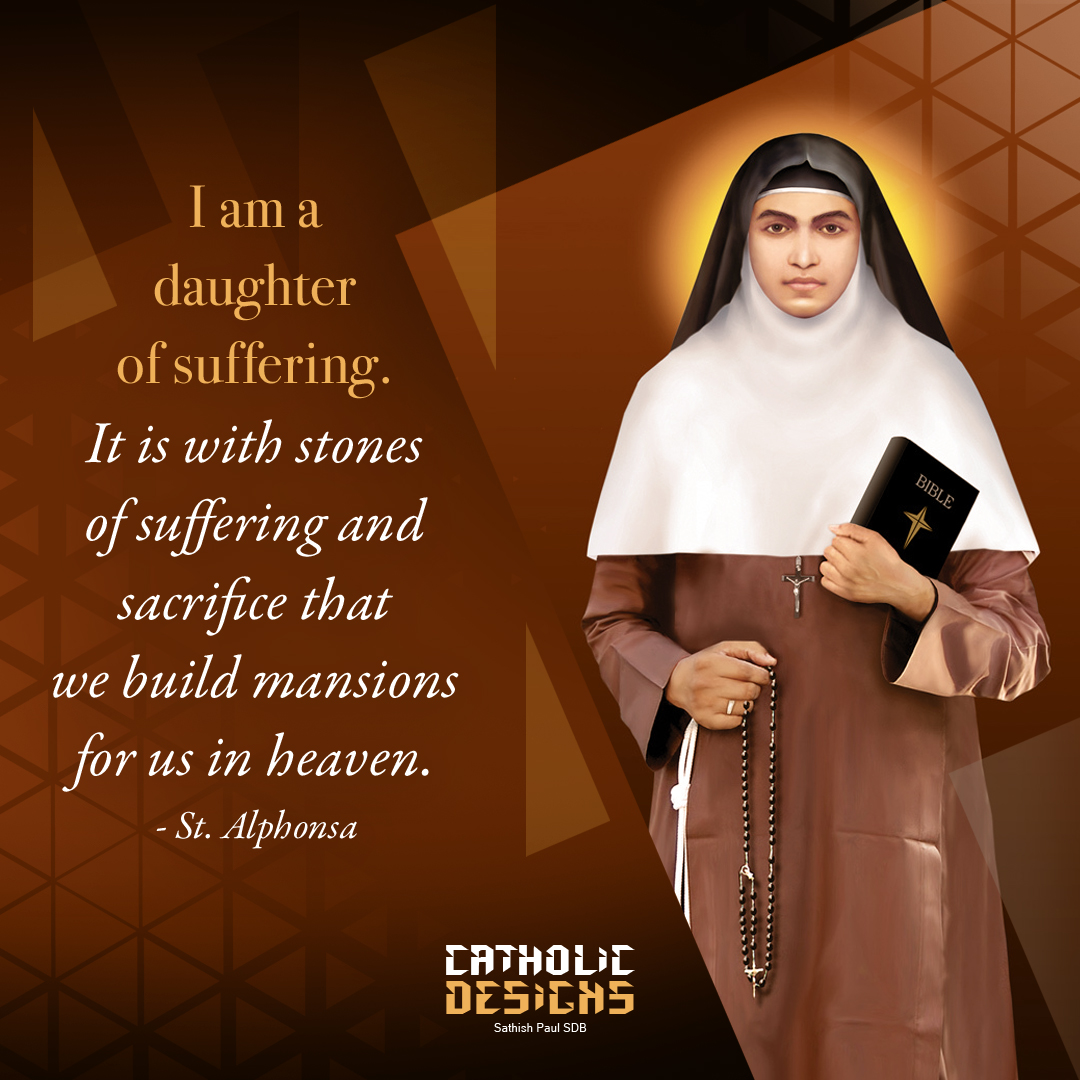 I am a
daughter
of suffering.
It is with stones
of suffering and
sacrifice that
we build mansions
for us in heaven.
- St. Alphonsa
BIBLE
CATHOLIC
DESIGNS
Sathish Paul SDB